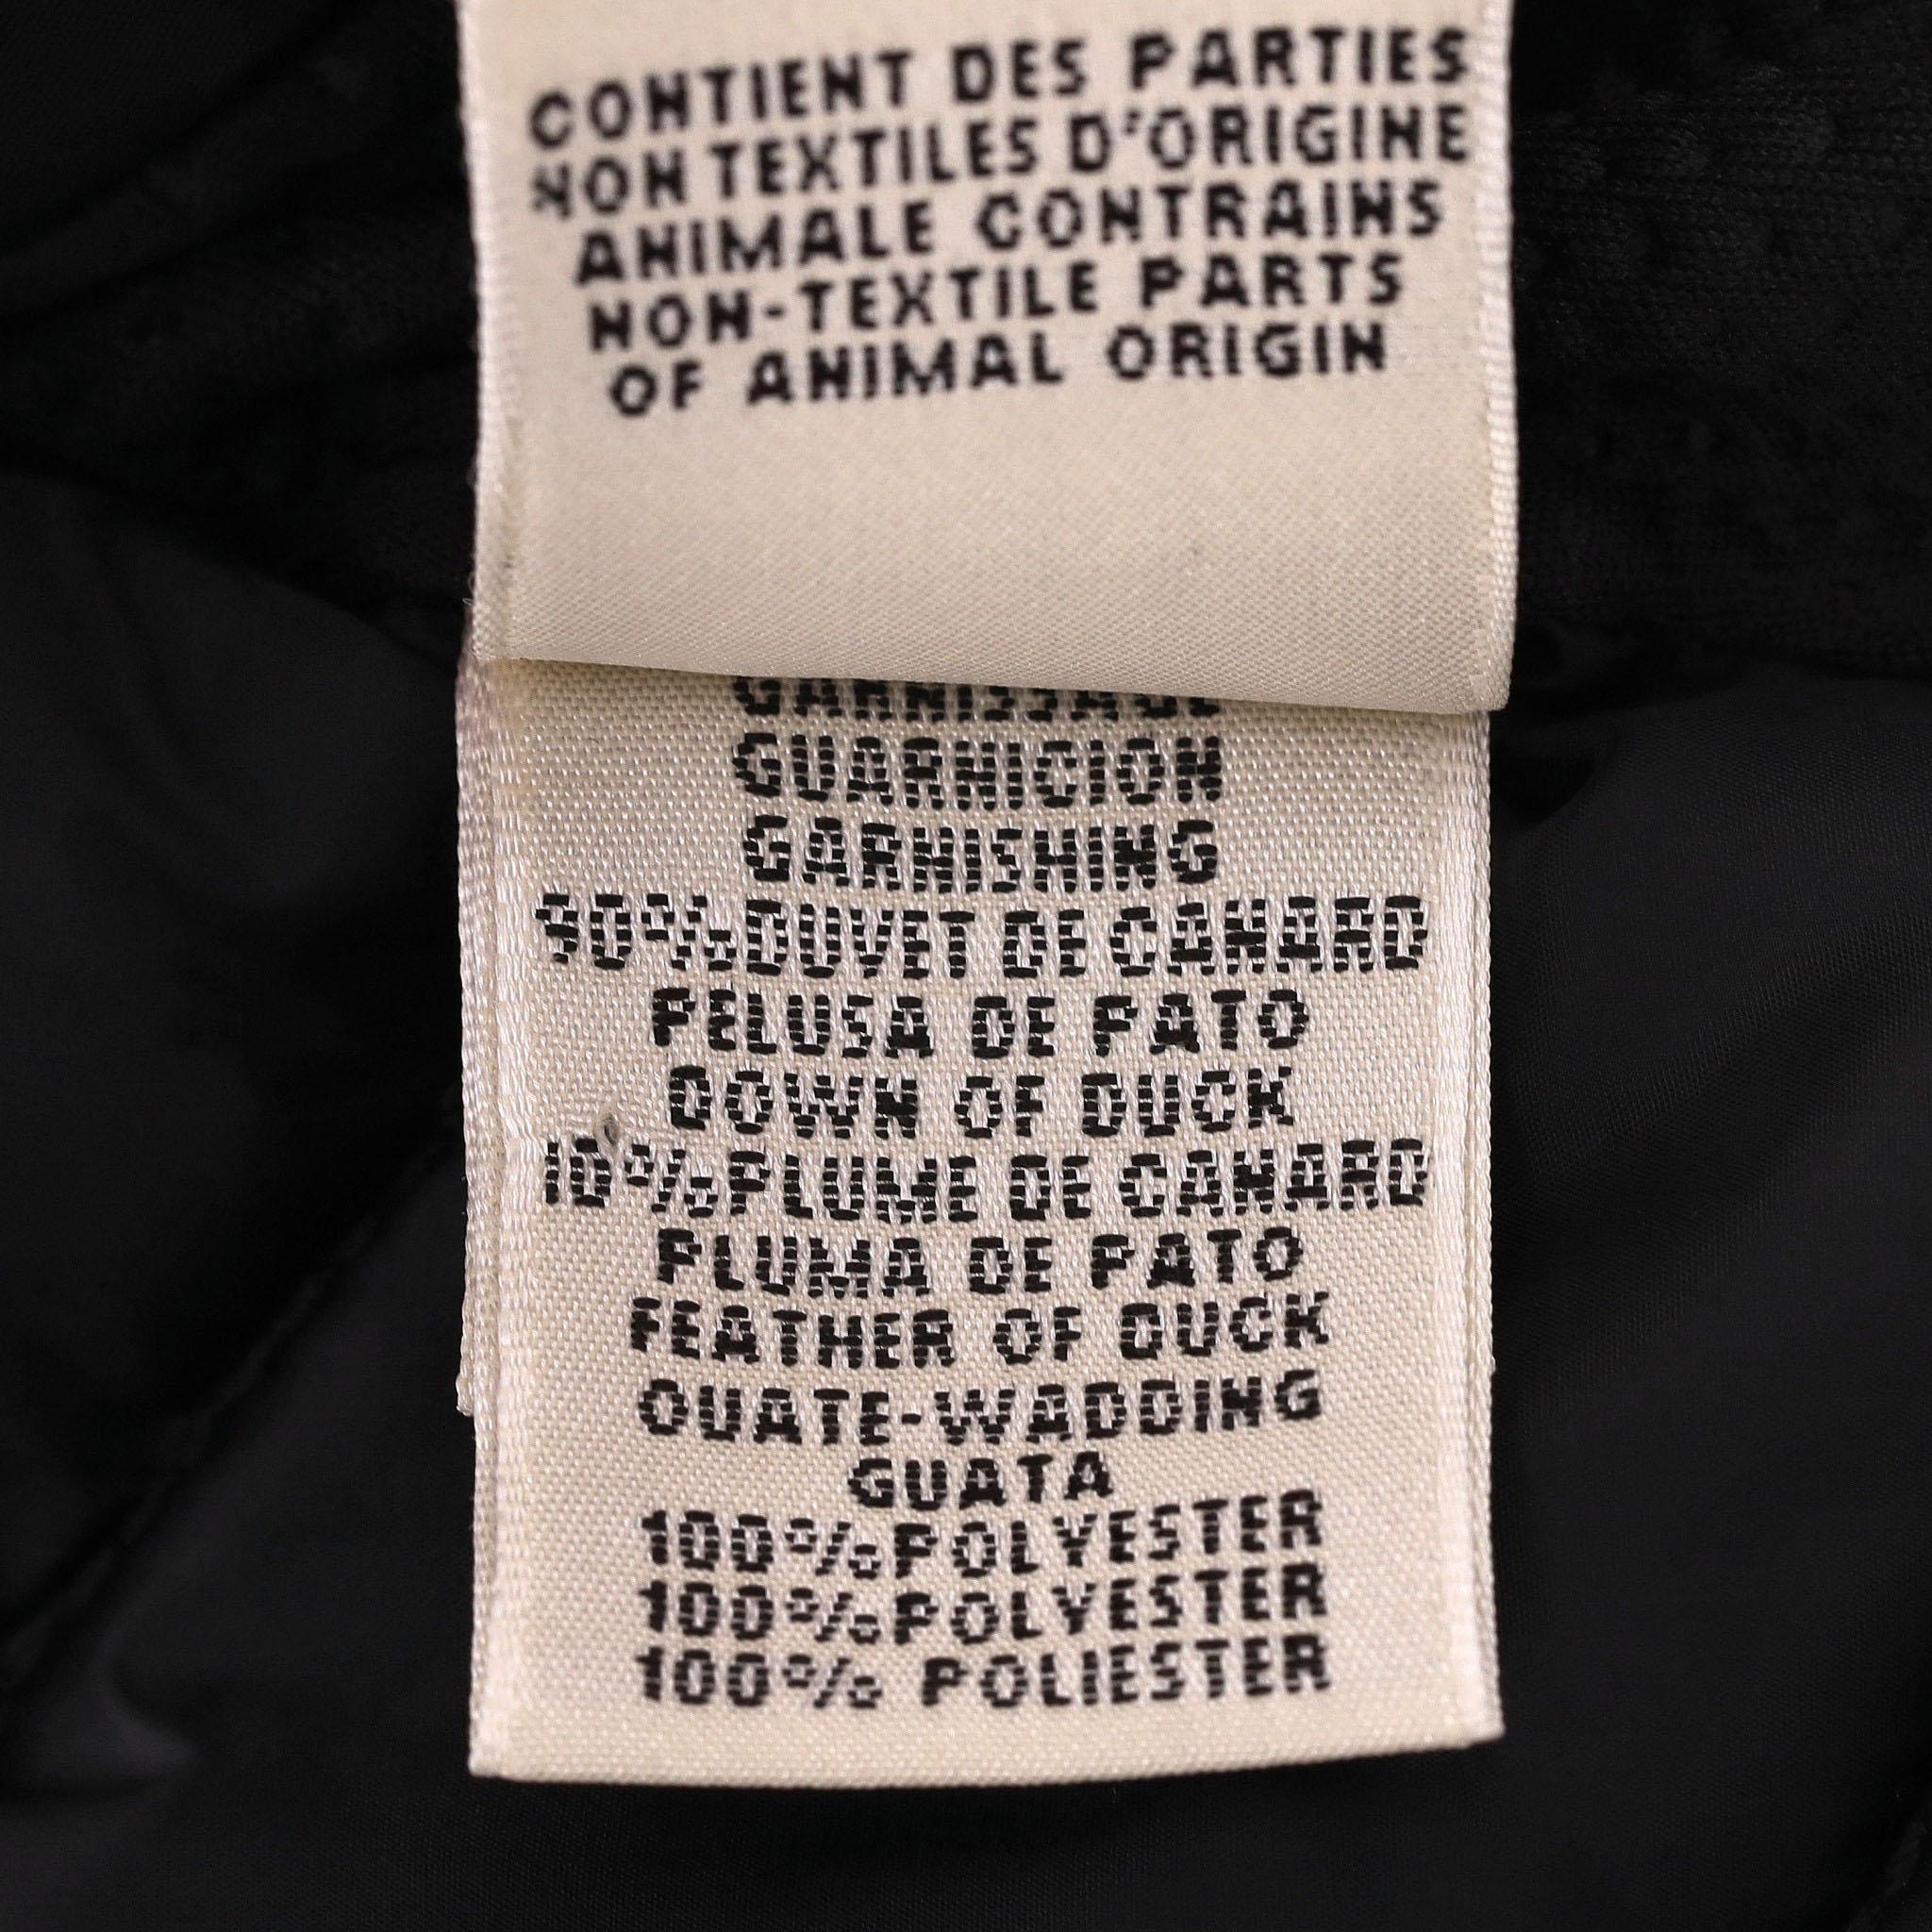 CONTIENT DES PARTIES
NON TEXTILES D'ORIGINE
ANIMALE CONTRAINS
NON-TEXTILE PARTS
OF ANIMAL ORIGIN
GARNISSAGE
GUARNICION
GARNISHING
90%DUVET DE CANARD
PELUSA DE PATO
DOWN OF DUCK
10%PLUME DE CANARD
PLUMA DE PATO
FEATHER OF DUCK
OUATE-WADDING
GUATA
100%POLYESTER
100%POLYESTER
100% POLIESTER